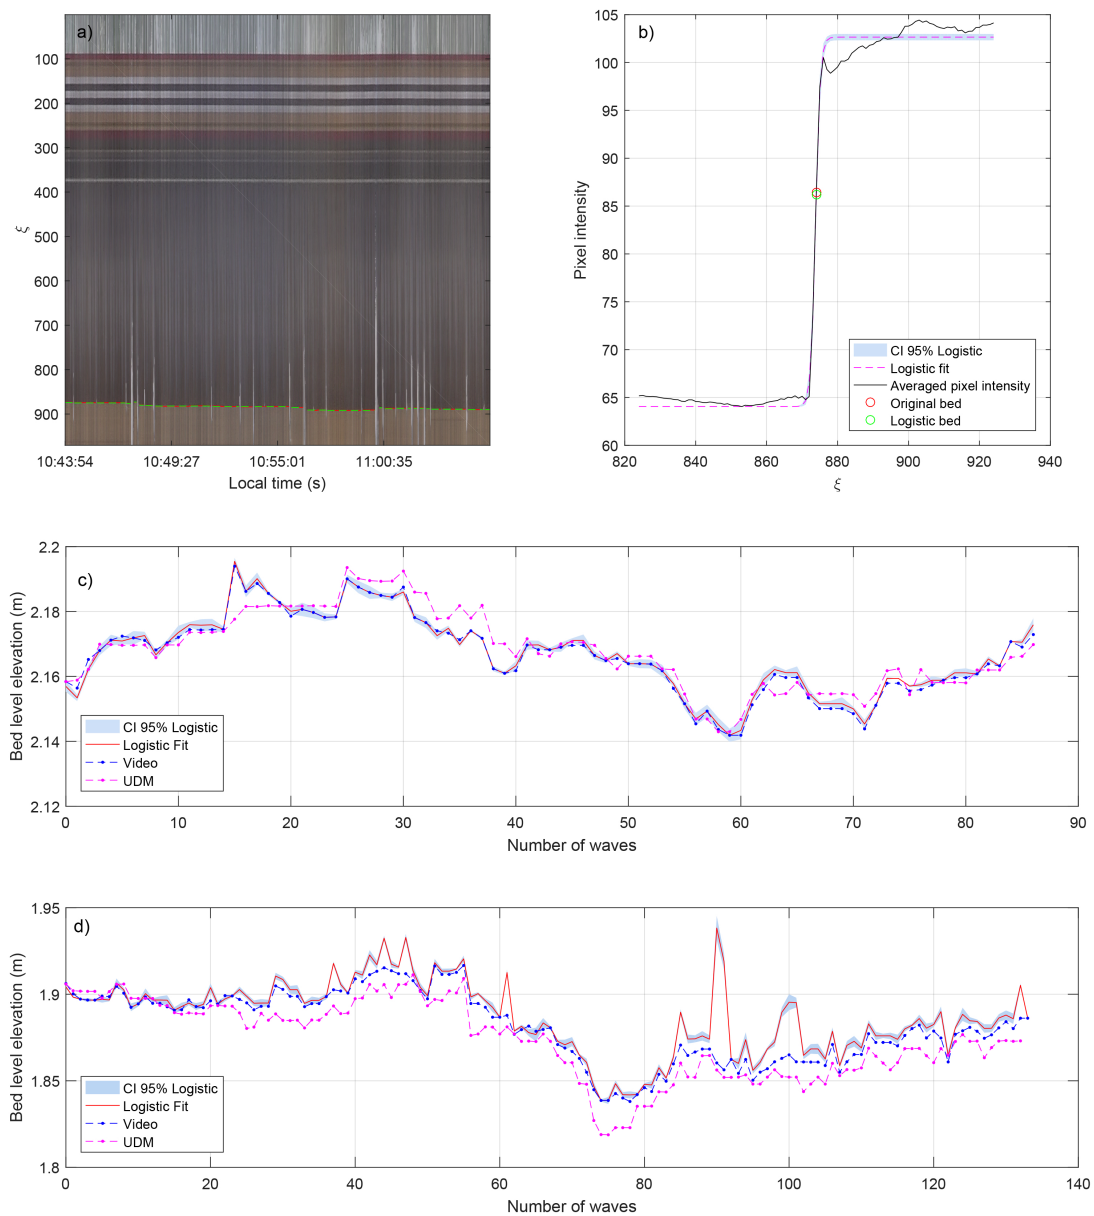 a)
100
200
300
400
500
600
700
800
900
ξ
10:43:54 10:49:27 10:55:01 11:00:35
Local time (s)
b)
105
100
95
90
85
80
75
70
65
60
Pixel intensity
CI 95% Logistic
Logistic fit
Averaged pixel intensity
Original bed
Logistic bed
820 840 860 880 900 920 940
ξ
c)
2.2
2.18
2.16
2.14
2.12
Bed level elevation (m)
CI 95% Logistic
Logistic Fit
Video
UDM
0 10 20 30 40 50 60 70 80 90
Number of waves
d)
1.95
1.9
1.85
1.8
Bed level elevation (m)
CI 95% Logistic
Logistic Fit
Video
UDM
0 20 40 60 80 100 120 140
Number of waves